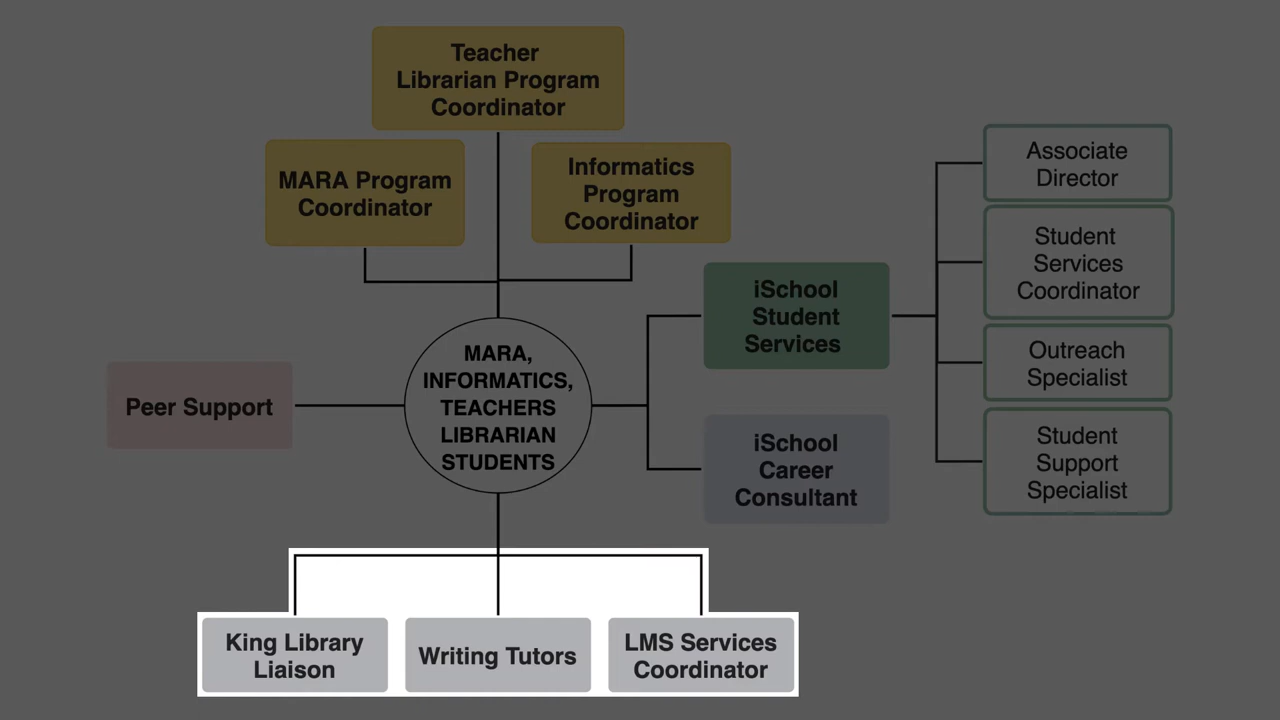 Teacher
Librarian Program
Coordinator
MARA Program
Coordinator
Informatics
Program
Coordinator
Associate
Director
Student
Services
Coordinator
iSchool
Student
Services
Outreach
Specialist
MARA,
INFORMATICS,
TEACHERS
LIBRARIAN
STUDENTS
Peer Support
iSchool
Career
Consultant
Student
Support
Specialist
King Library
Liaison
Writing Tutors
LMS Services
Coordinator